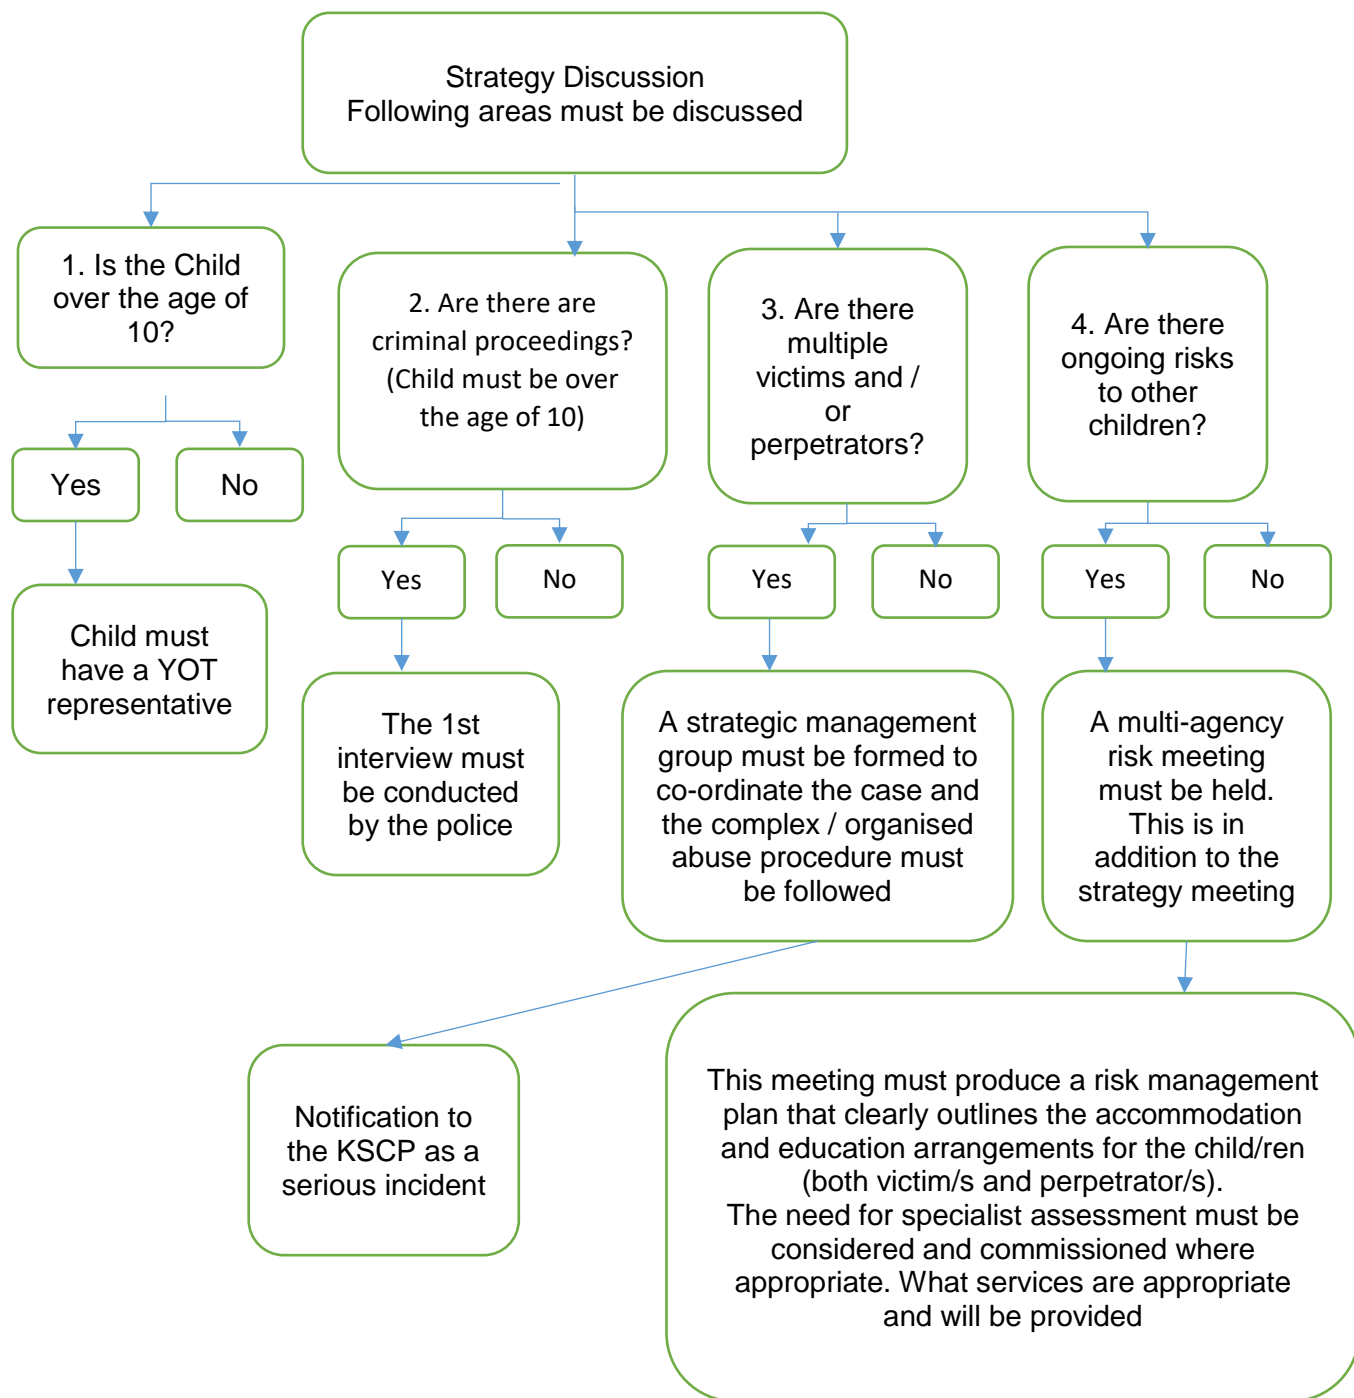 Strategy Discussion
Following areas must be discussed
1. Is the Child
over the age of
10?
Yes
No
Child must
have a YOT
representative
2. Are there are
criminal proceedings?
(Child must be over
the age of 10)
Yes
No
The 1st
interview must
be conducted
by the police
3. Are there
multiple
victims and /
or
perpetrators?
Yes
No
A strategic management
group must be formed to
co-ordinate the case and
the complex / organised
abuse procedure must
be followed
Notification to
the KSCP as a
serious incident
4. Are there
ongoing risks
to other
children?
Yes
No
A multi-agency
risk meeting
must be held.
This is in
addition to the
strategy meeting
This meeting must produce a risk management
plan that clearly outlines the accommodation
and education arrangements for the child/ren
(both victim/s and perpetrator/s).
The need for specialist assessment must be
considered and commissioned where
appropriate. What services are appropriate
and will be provided